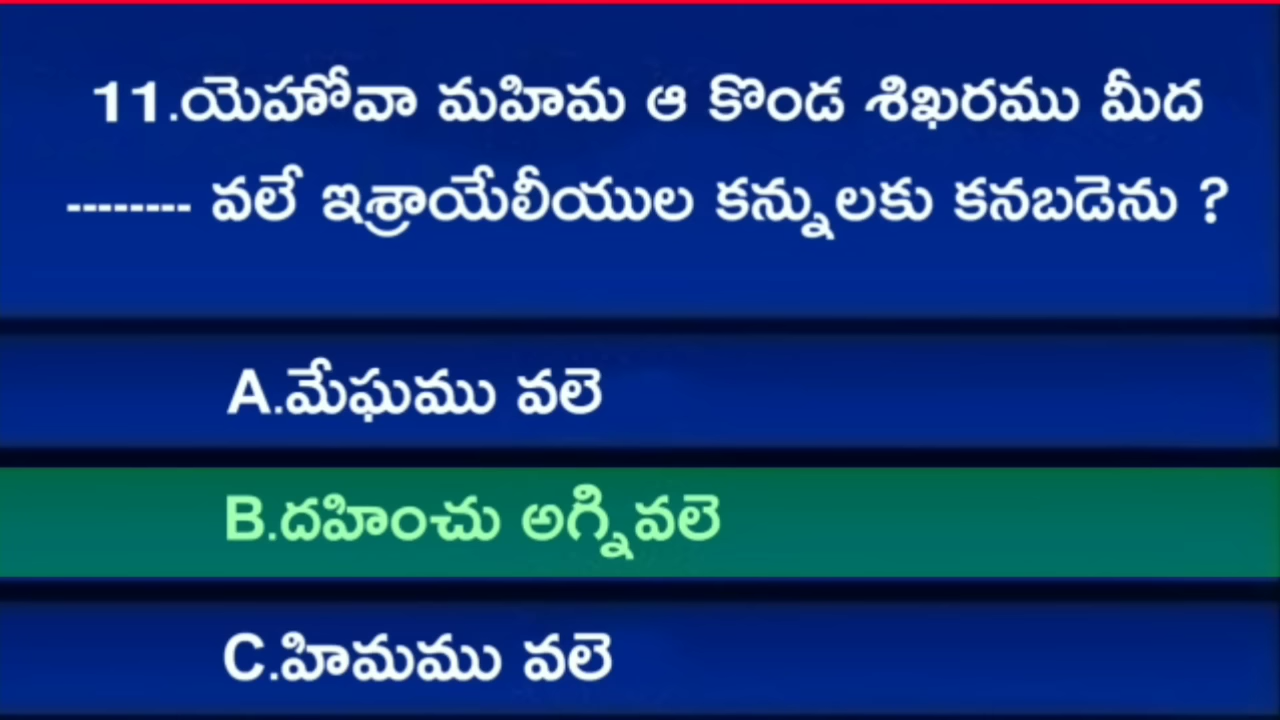 11.యెహోవా మహిమ ఆ కొండ శిఖరము మీద
-------- వలే ఇశ్రాయేలీయుల కన్నులకు కనబడెను ?
A.మేఘము వలె
B.దహించు అగ్నివలె
C.హిమము వలె